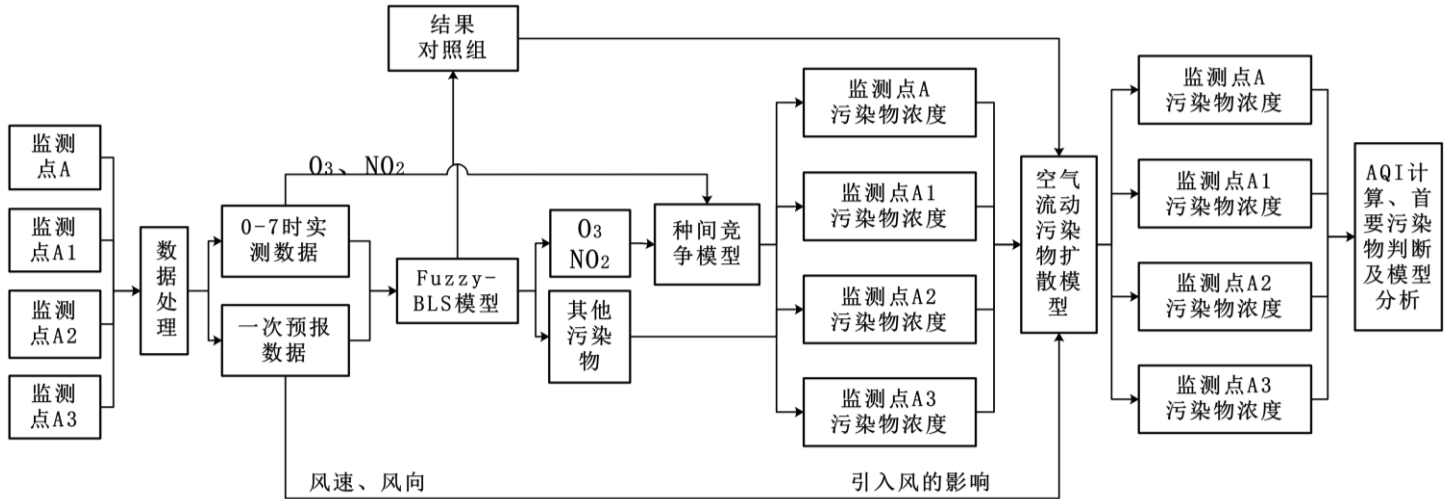 监测
点A
监测
点A1
监测
点A2
监测
点A3
数据
处理
O₃、NO₂
0-7时实
测数据
一次预报
数据
风速、风向
结果
对照组
Fuzzy-
BLS模型
O₃
NO₂
其他
污染
物
种间竞
争模型
监测点A
污染物浓度
监测点A1
污染物浓度
监测点A2
污染物浓度
监测点A3
污染物浓度
引入风的影响
空气
流动
污染
物扩
散模
型
监测点A
污染物浓度
监测点A1
污染物浓度
监测点A2
污染物浓度
监测点A3
污染物浓度
AQI计
算、首
要污染
物判断
及模型
分析